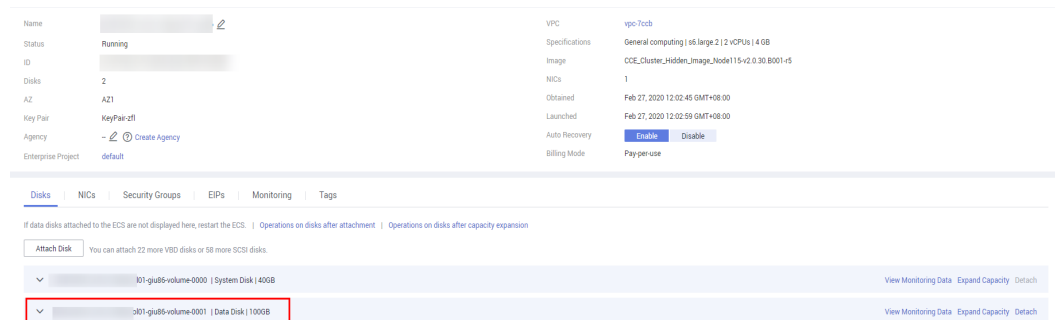 Name
Status Running
ID
Disks 2
AZ AZ1
Key Pair KeyPair-zfl
Agency – Create Agency
Enterprise Project default
VPC vpc-7ccb
Specifications General computing | s6.large.2 | 2 vCPUs | 4 GB
Image CCE_Cluster_Hidden_Image_Node115-v2.0.30.B001-r5
NICs 1
Obtained Feb 27, 2020 12:02:45 GMT+08:00
Launched Feb 27, 2020 12:02:59 GMT+08:00
Auto Recovery Enable Disable
Billing Mode Pay-per-use
Disks NICs Security Groups EIPs Monitoring Tags
If data disks attached to the ECS are not displayed here, restart the ECS. | Operations on disks after attachment | Operations on disks after capacity expansion
Attach Disk You can attach 22 more VBD disks or 58 more SCSI disks.
l01-giu86-volume-0000 | System Disk | 40GB View Monitoring Data Expand Capacity Detach
ol01-giu86-volume-0001 | Data Disk | 100GB View Monitoring Data Expand Capacity Detach